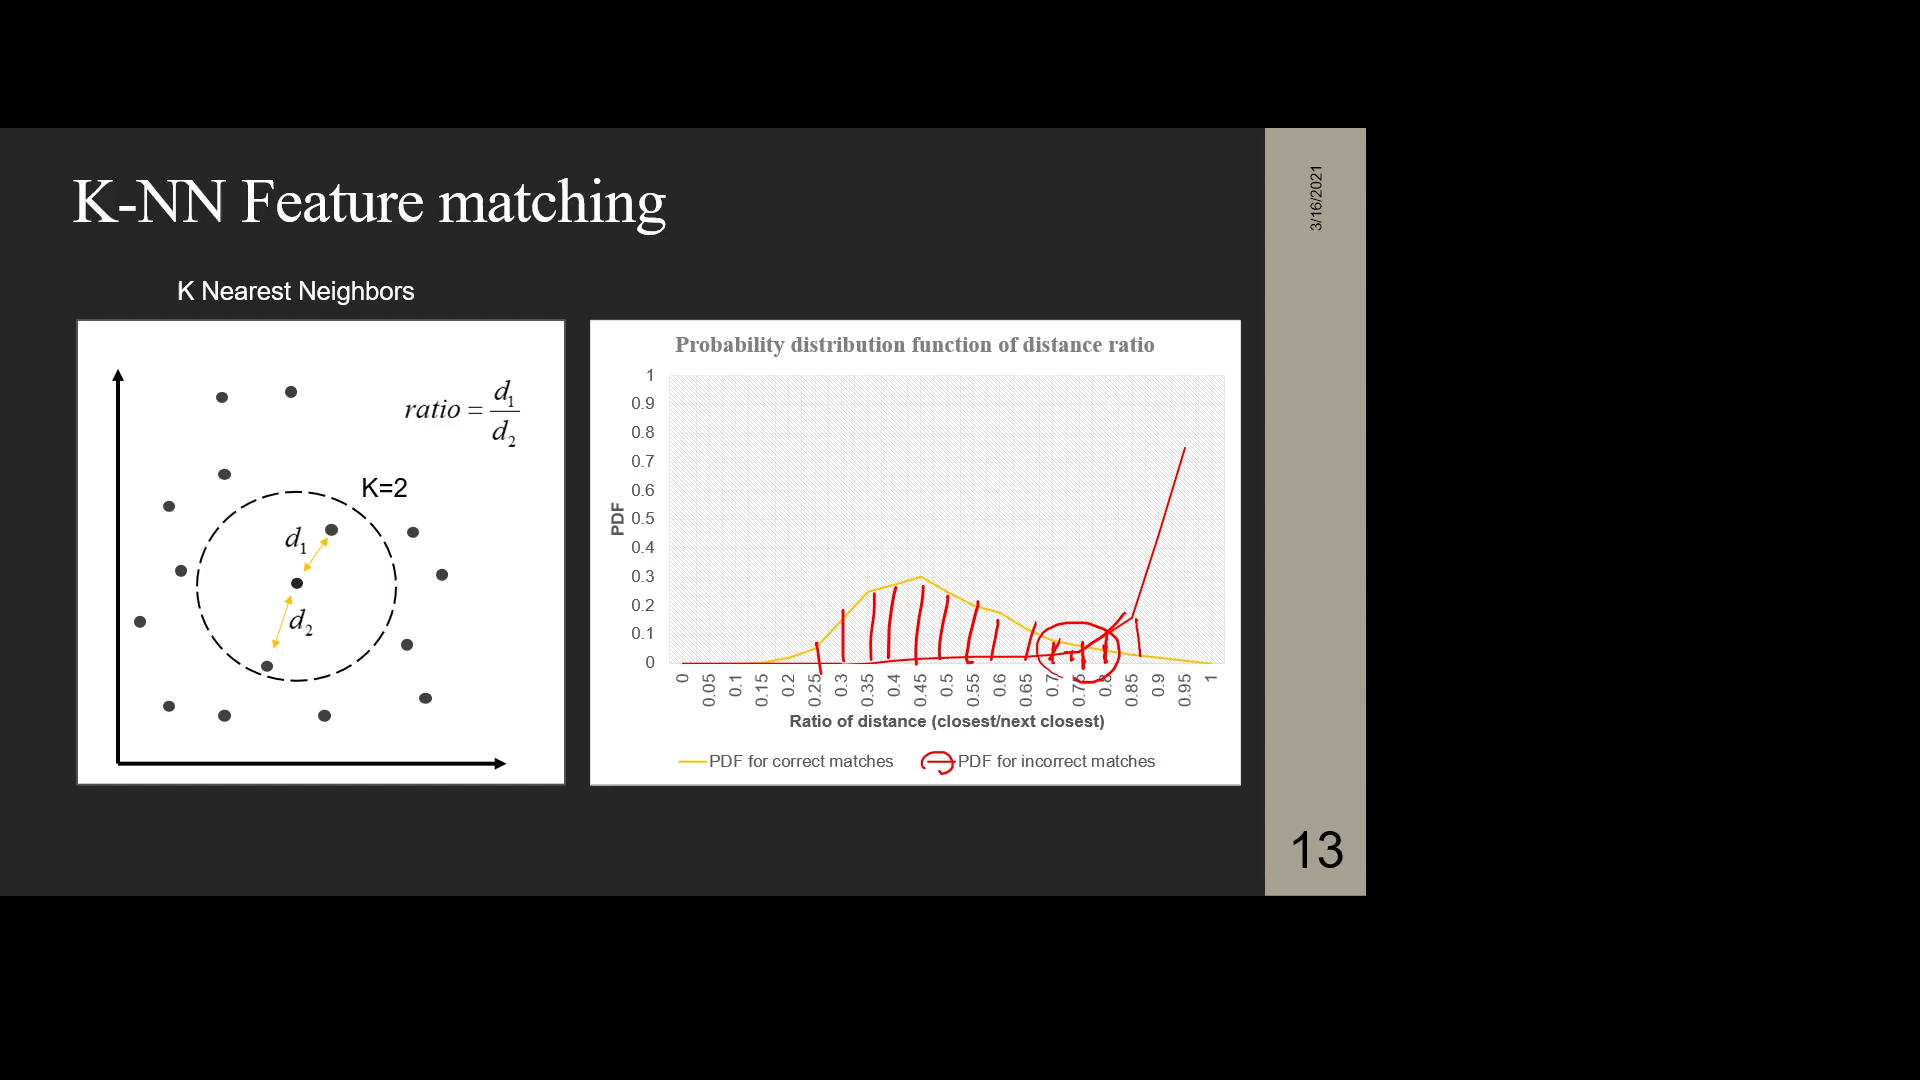 K-NN Feature matching
3/16/2021
K Nearest Neighbors
ratio = d1/d2
K=2
d1
d2
Probability distribution function of distance ratio
1
0.9
0.8
0.7
0.6
0.5
0.4
0.3
0.2
0.1
0
PDF
0 0.05 0.1 0.15 0.2 0.25 0.3 0.35 0.4 0.45 0.5 0.55 0.6 0.65 0.7 0.75 0.8 0.85 0.9 0.95 1
Ratio of distance (closest/next closest)
PDF for correct matches PDF for incorrect matches
13